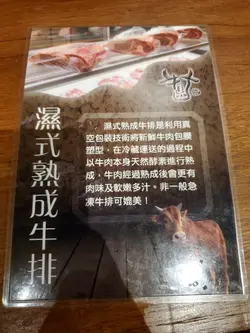 濕式熟成牛排
濕式熟成牛排是利用真
空包裝技術將新鮮牛肉包膜
塑型，在冷藏運送的過程中
以牛肉本身天然酵素進行熟
成，牛肉經過熟成後會更有
肉味及軟嫩多汁。非一般急
凍牛排可媲美！